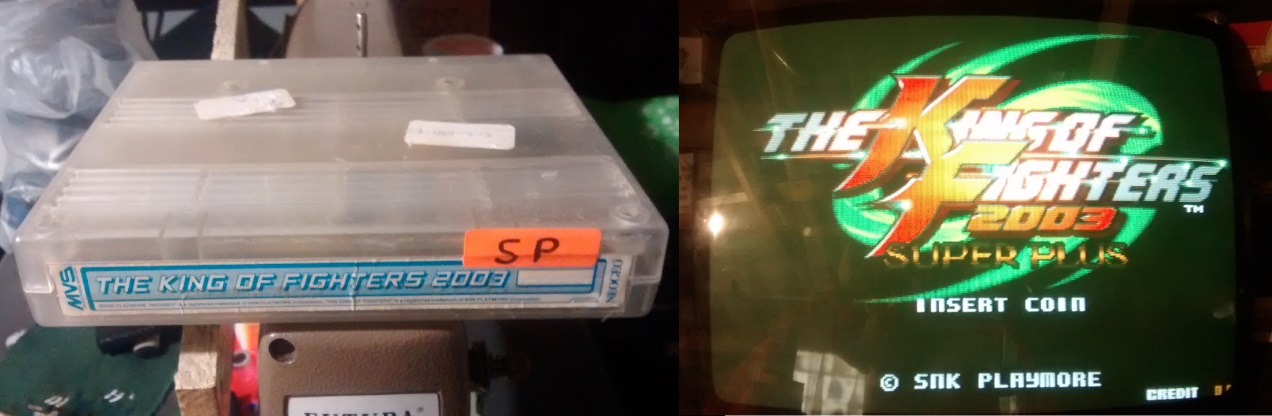 SP
MVS
THE KING OF FIGHTERS 2003
NEOGEO
FUTURA
THE KING OF
FIGHTERS
TM
2003
SUPER PLUS
INSERT COIN
© SNK PLAYMORE
CREDIT